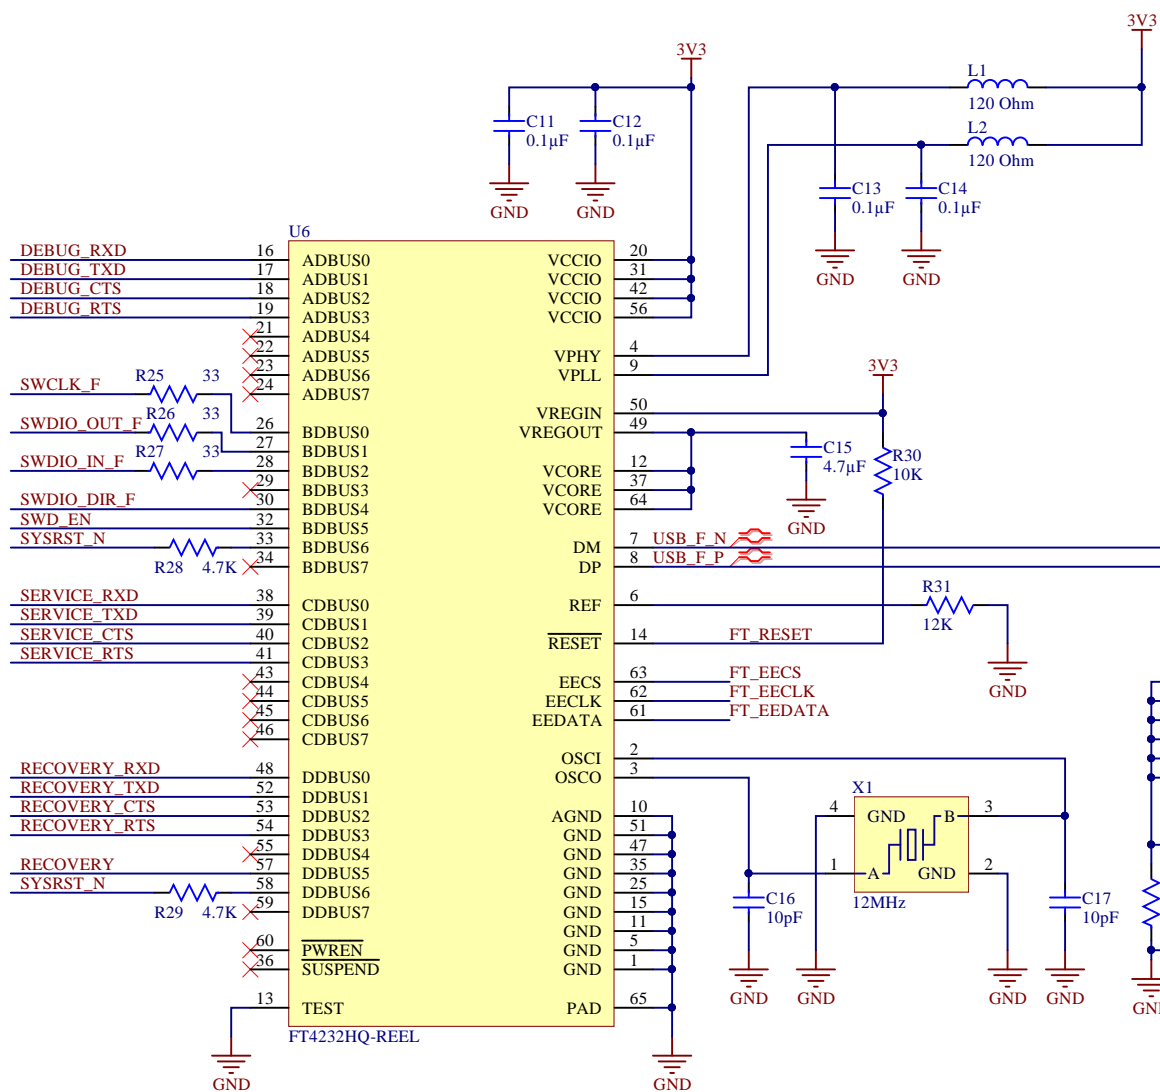 3V3
3V3
L1
120 Ohm
L2
120 Ohm
C11
0.1µF
C12
0.1µF
GND
GND
C13
0.1µF
C14
0.1µF
GND
GND
U6
DEBUG_RXD 16 ADBUS0 VCCIO 20
DEBUG_TXD 17 ADBUS1 VCCIO 31
DEBUG_CTS 18 ADBUS2 VCCIO 42
DEBUG_RTS 19 ADBUS3 VCCIO 56
21 ADBUS4
22 ADBUS5 VPHY 4
23 ADBUS6 VPLL 9
24 ADBUS7
3V3
SWCLK_F R25 33
VREGIN 50
SWDIO_OUT_F R26 33 26 BDBUS0 VREGOUT 49
27 BDBUS1
SWDIO_IN_F R27 33 28 BDBUS2 VCORE 12
29 BDBUS3 VCORE 37
SWDIO_DIR_F 30 BDBUS4 VCORE 64
C15
4.7µF
GND
R30
10K
SWD_EN 32 BDBUS5
SYSRST_N R28 4.7K 33 BDBUS6 DM 7 USB_F_N
34 BDBUS7 DP 8 USB_F_P
SERVICE_RXD 38 CDBUS0 REF 6 R31 12K
SERVICE_TXD 39 CDBUS1
SERVICE_CTS 40 CDBUS2 RESET 14 FT_RESET
SERVICE_RTS 41 CDBUS3
GND
43 CDBUS4 EECS 63 FT_EECS
44 CDBUS5 EECLK 62 FT_EECLK
45 CDBUS6 EEDATA 61 FT_EEDATA
46 CDBUS7
OSCI 2
RECOVERY_RXD 48 DDBUS0 OSCO 3
RECOVERY_TXD 52 DDBUS1
RECOVERY_CTS 53 DDBUS2 AGND 10
RECOVERY_RTS 54 DDBUS3 GND 51
55 DDBUS4 GND 47
RECOVERY 57 DDBUS5 GND 35
SYSRST_N R29 4.7K 58 DDBUS6 GND 25
59 DDBUS7 GND 15
GND 11
60 PWREN GND 5
36 SUSPEND GND 1
13 TEST PAD 65
X1
4 GND B 3
1 A GND 2
12MHz
C16
10pF
C17
10pF
GND
GND
GND
GND
FT4232HQ-REEL
GND
GND